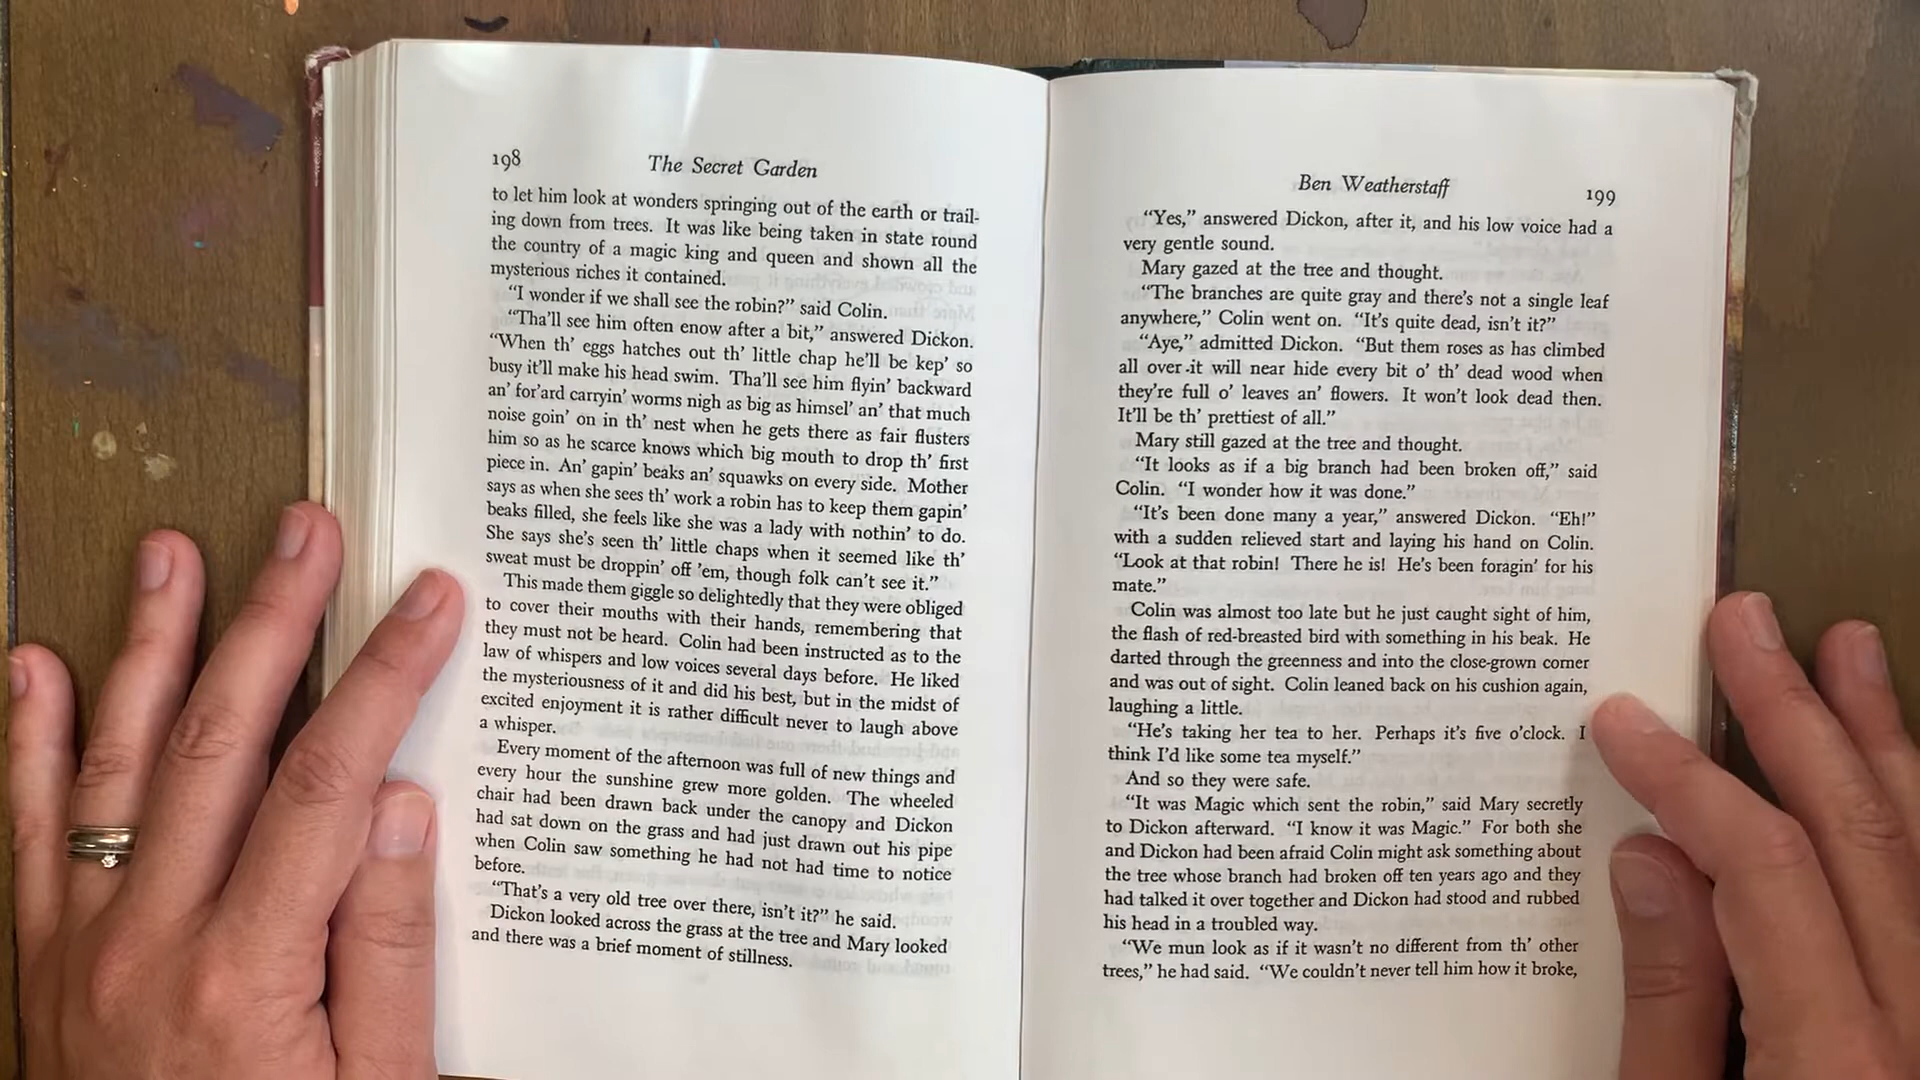 198
The Secret Garden
to let him look at wonders springing out of the earth or trail-
ing down from trees. It was like being taken in state round
the country of a magic king and queen and shown all the
mysterious riches it contained.
“I wonder if we shall see the robin?” said Colin.
“Tha’ll see him often enow after a bit,” answered Dickon.
“When th’ eggs hatches out th’ little chap he’ll be kep’ so
busy it’ll make his head swim. Tha’ll see him flyin’ backward
an’ for’ard carryin’ worms nigh as big as himsel’ an’ that much
noise goin’ on in th’ nest when he gets there as fair flusters
him so as he scarce knows which big mouth to drop th’ first
piece in. An’ gapin’ beaks an’ squawks on every side. Mother
says as when she sees th’ work a robin has to keep them gapin’
beaks filled, she feels like she was a lady with nothin’ to do.
She says she’s seen th’ little chaps when it seemed like th’
sweat must be droppin’ off ’em, though folk can’t see it.”
This made them giggle so delightedly that they were obliged
to cover their mouths with their hands, remembering that
they must not be heard. Colin had been instructed as to the
law of whispers and low voices several days before. He liked
the mysteriousness of it and did his best, but in the midst of
excited enjoyment it is rather difficult never to laugh above
a whisper.
Every moment of the afternoon was full of new things and
every hour the sunshine grew more golden. The wheeled
chair had been drawn back under the canopy and Dickon
had sat down on the grass and had just drawn out his pipe
when Colin saw something he had not had time to notice
before.
“That’s a very old tree over there, isn’t it?” he said.
Dickon looked across the grass at the tree and Mary looked
and there was a brief moment of stillness.
Ben Weatherstaff
199
“Yes,” answered Dickon, after it, and his low voice had a
very gentle sound.
Mary gazed at the tree and thought.
“The branches are quite gray and there’s not a single leaf
anywhere,” Colin went on. “It’s quite dead, isn’t it?”
“Aye,” admitted Dickon. “But them roses as has climbed
all over it will near hide every bit o’ th’ dead wood when
they’re full o’ leaves an’ flowers. It won’t look dead then.
It’ll be th’ prettiest of all.”
Mary still gazed at the tree and thought.
“It looks as if a big branch had been broken off,” said
Colin. “I wonder how it was done.”
“It’s been done many a year,” answered Dickon. “Eh!”
with a sudden relieved start and laying his hand on Colin.
“Look at that robin! There he is! He’s been foragin’ for his
mate.”
Colin was almost too late but he just caught sight of him,
the flash of red-breasted bird with something in his beak. He
darted through the greenness and into the close-grown corner
and was out of sight. Colin leaned back on his cushion again,
laughing a little.
“He’s taking her tea to her. Perhaps it’s five o’clock. I
think I’d like some tea myself.”
And so they were safe.
“It was Magic which sent the robin,” said Mary secretly
to Dickon afterward. “I know it was Magic.” For both she
and Dickon had been afraid Colin might ask something about
the tree whose branch had broken off ten years ago and they
had talked it over together and Dickon had stood and rubbed
his head in a troubled way.
“We mun look as if it wasn’t no different from th’ other
trees,” he had said. “We couldn’t never tell him how it broke,